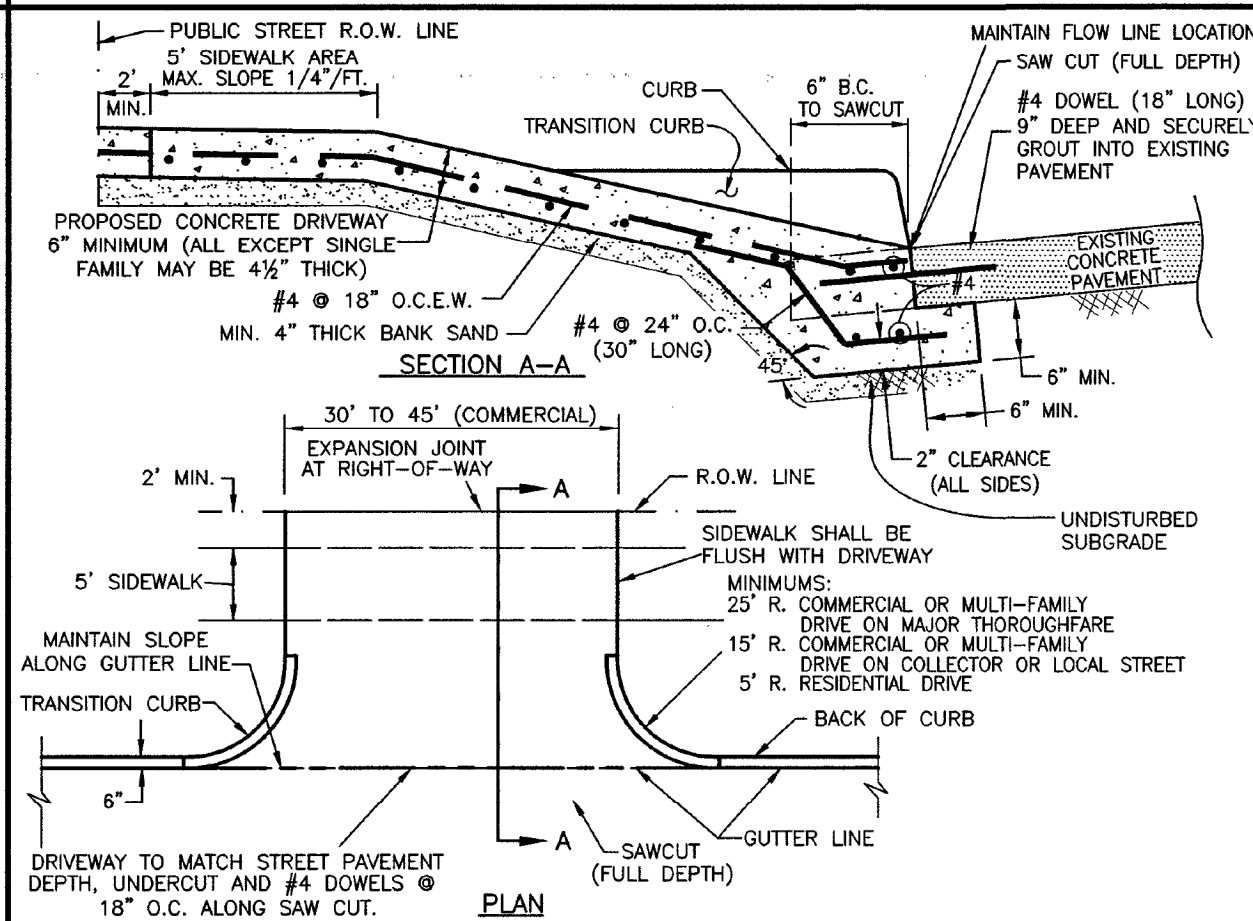 PUBLIC STREET R.O.W. LINE
5' SIDEWALK AREA
MAX. SLOPE 1/4"/FT.
2'
MIN.
CURB
TRANSITION CURB
6" B.C.
TO SAWCUT
MAINTAIN FLOW LINE LOCATION
SAW CUT (FULL DEPTH)
#4 DOWEL (18" LONG)
9" DEEP AND SECURELY
GROUT INTO EXISTING
PAVEMENT
PROPOSED CONCRETE DRIVEWAY
6" MINIMUM (ALL EXCEPT SINGLE
FAMILY MAY BE 4½" THICK)
#4 @ 18" O.C.E.W.
MIN. 4" THICK BANK SAND
#4 @ 24" O.C.
(30" LONG)
45°
#4
EXISTING
CONCRETE
PAVEMENT
6" MIN.
6" MIN.
2" CLEARANCE
(ALL SIDES)
UNDISTURBED
SUBGRADE
SECTION A-A
30' TO 45' (COMMERCIAL)
EXPANSION JOINT
AT RIGHT-OF-WAY
2' MIN.
A
R.O.W. LINE
SIDEWALK SHALL BE
FLUSH WITH DRIVEWAY
5' SIDEWALK
MINIMUMS:
25' R. COMMERCIAL OR MULTI-FAMILY
DRIVE ON MAJOR THOROUGHFARE
15' R. COMMERCIAL OR MULTI-FAMILY
DRIVE ON COLLECTOR OR LOCAL STREET
5' R. RESIDENTIAL DRIVE
MAINTAIN SLOPE
ALONG GUTTER LINE
TRANSITION CURB
BACK OF CURB
6"
A
SAWCUT
(FULL DEPTH)
GUTTER LINE
DRIVEWAY TO MATCH STREET PAVEMENT
DEPTH, UNDERCUT AND #4 DOWELS @
18" O.C. ALONG SAW CUT.
PLAN